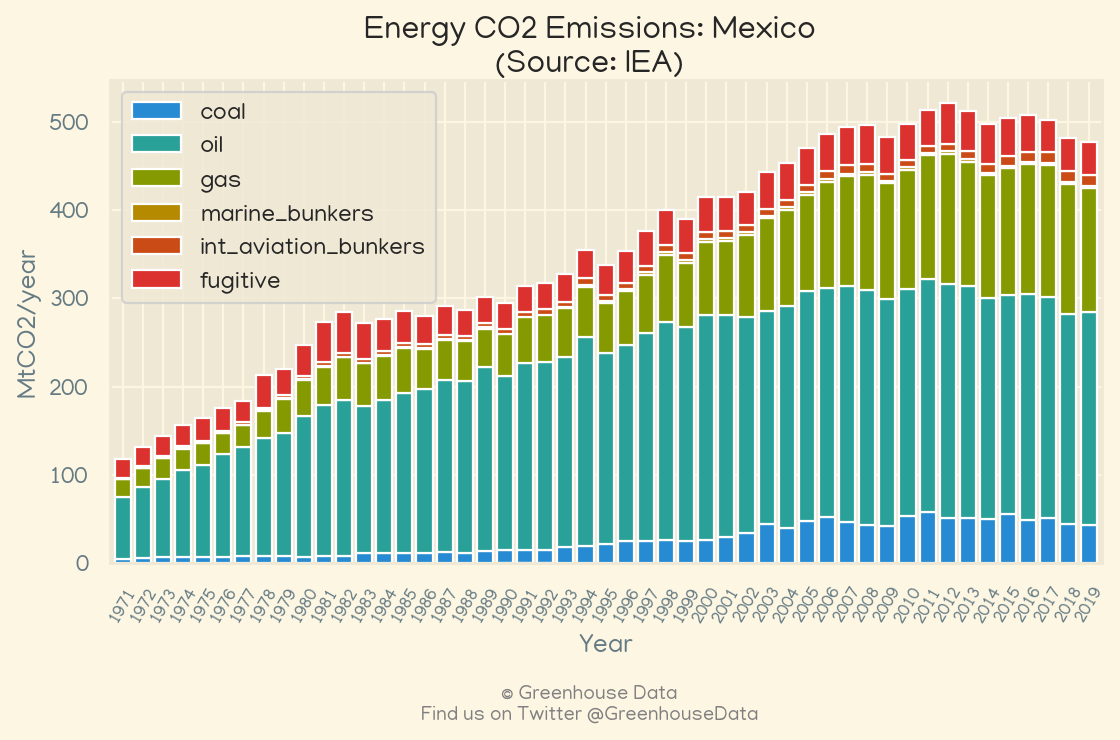 Energy CO2 Emissions: Mexico
(Source: IEA)
coal
oil
gas
marine_bunkers
int_aviation_bunkers
fugitive
MtCO2/year
500
400
300
200
100
0
1971 1972 1973 1974 1975 1976 1977 1978 1979 1980 1981 1982 1983 1984 1985 1986 1987 1988 1989 1990 1991 1992 1993 1994 1995 1996 1997 1998 1999 2000 2001 2002 2003 2004 2005 2006 2007 2008 2009 2010 2011 2012 2013 2014 2015 2016 2017 2018 2019
Year
© Greenhouse Data
Find us on Twitter @GreenhouseData